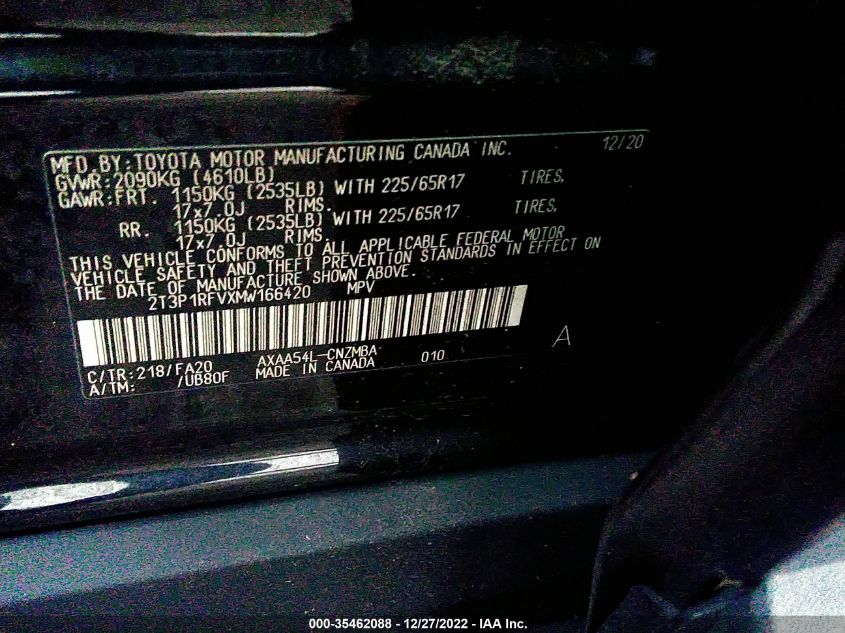 MFD. BY: TOYOTA MOTOR MANUFACTURING CANADA INC. 12/20
GVWR: 2090KG (4610LB)
GAWR: FRT. 1150KG (2535LB) WITH 225/65R17 TIRES,
17x7.0J RIMS.
RR. 1150KG (2535LB) WITH 225/65R17 TIRES,
17x7.0J RIMS.
THIS VEHICLE CONFORMS TO ALL APPLICABLE FEDERAL MOTOR
VEHICLE SAFETY AND THEFT PREVENTION STANDARDS IN EFFECT ON
THE DATE OF MANUFACTURE SHOWN ABOVE.
2T3P1RFVXMW166420 MPV
A
C/TR: 218/FA20 AXAA54L-CNZMBA 010
A/TM: /UB80F MADE IN CANADA
000-35462088 - 12/27/2022 - IAA Inc.